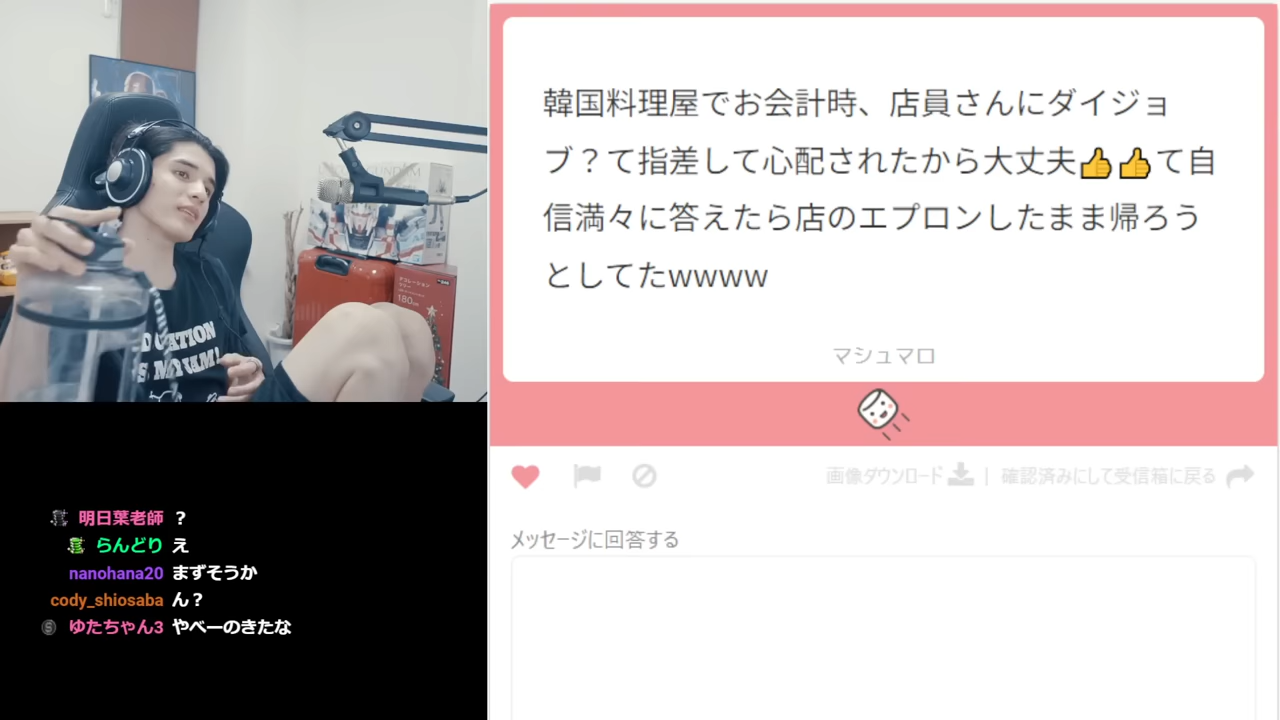 韓国料理屋でお会計時、店員さんにダイジョ
ブ？て指差して心配されたから大丈夫👍👍て自
信満々に答えたら店のエプロンしたまま帰ろう
としてたwwww
マシュマロ
画像ダウンロード | 確認済みにして受信箱に戻る
メッセージに回答する
明日葉老師 ？
らんどり え
nanohana20 まずそうか
cody_shiosaba ん？
ゆたちゃん3 やべーのきたな
180cm